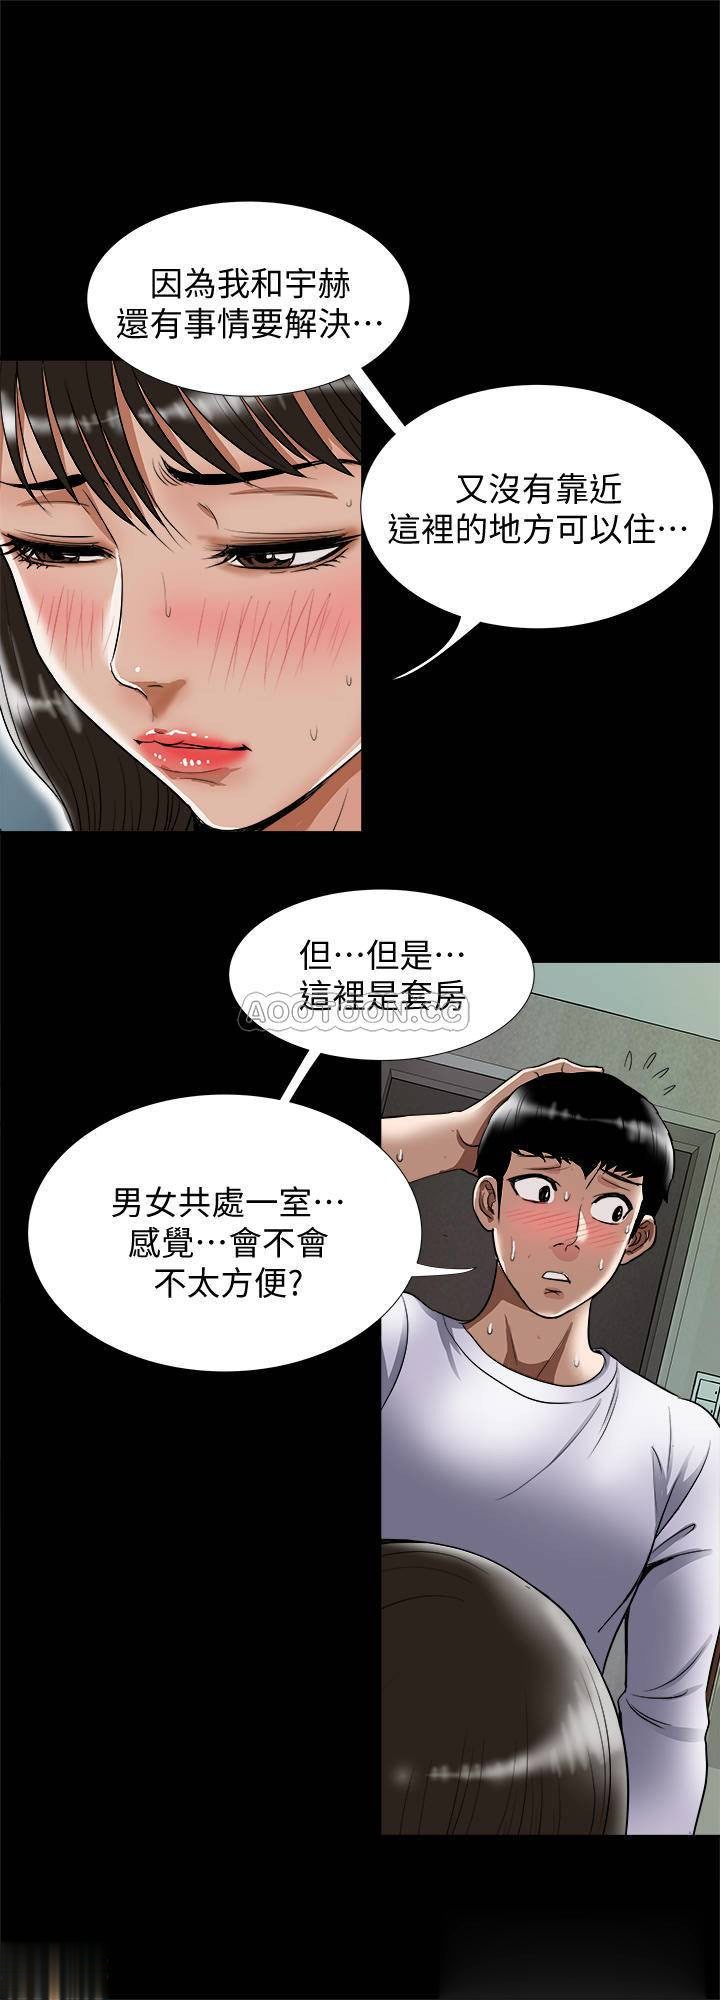 因為我和宇赫
還有事情要解決⋯
又沒有靠近
這裡的地方可以住⋯
但⋯但是⋯
這裡是套房
AOOTOON.CC
男女共處一室⋯
感覺⋯會不會
不太方便?